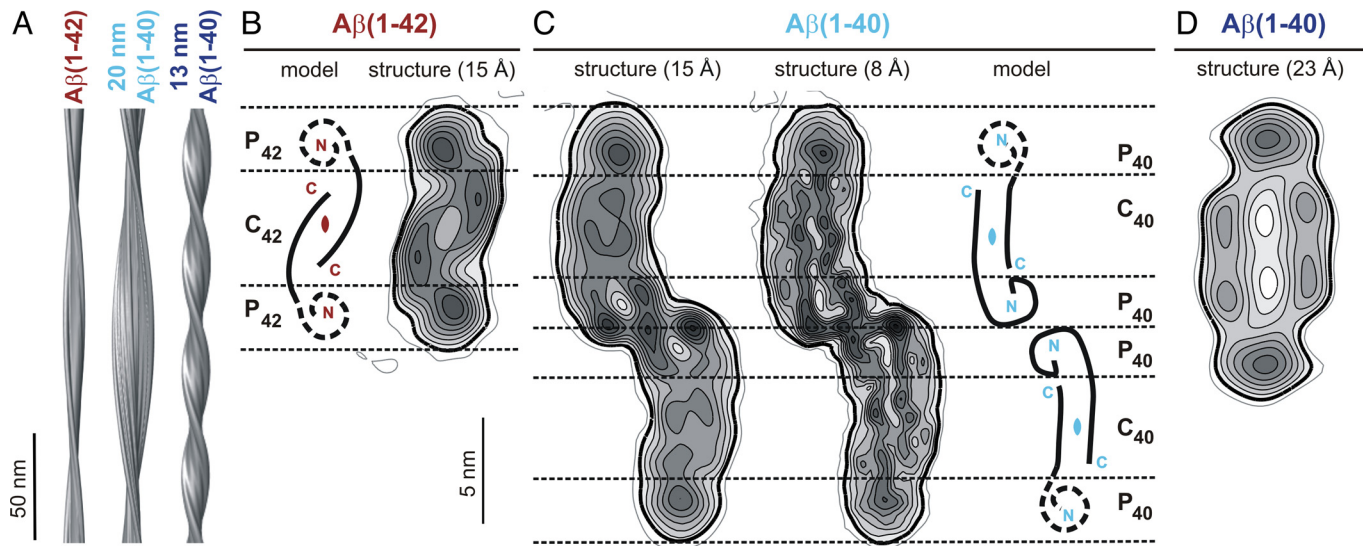 A
Aβ(1-42)
20 nm
Aβ(1-40)
13 nm
Aβ(1-40)
50 nm
B
Aβ(1-42)
model
structure (15 Å)
P42
C42
P42
N
C
C
N
5 nm
C
Aβ(1-40)
structure (15 Å)
structure (8 Å)
model
N
C
C
N
N
C
C
N
P40
C40
P40
P40
C40
P40
D
Aβ(1-40)
structure (23 Å)